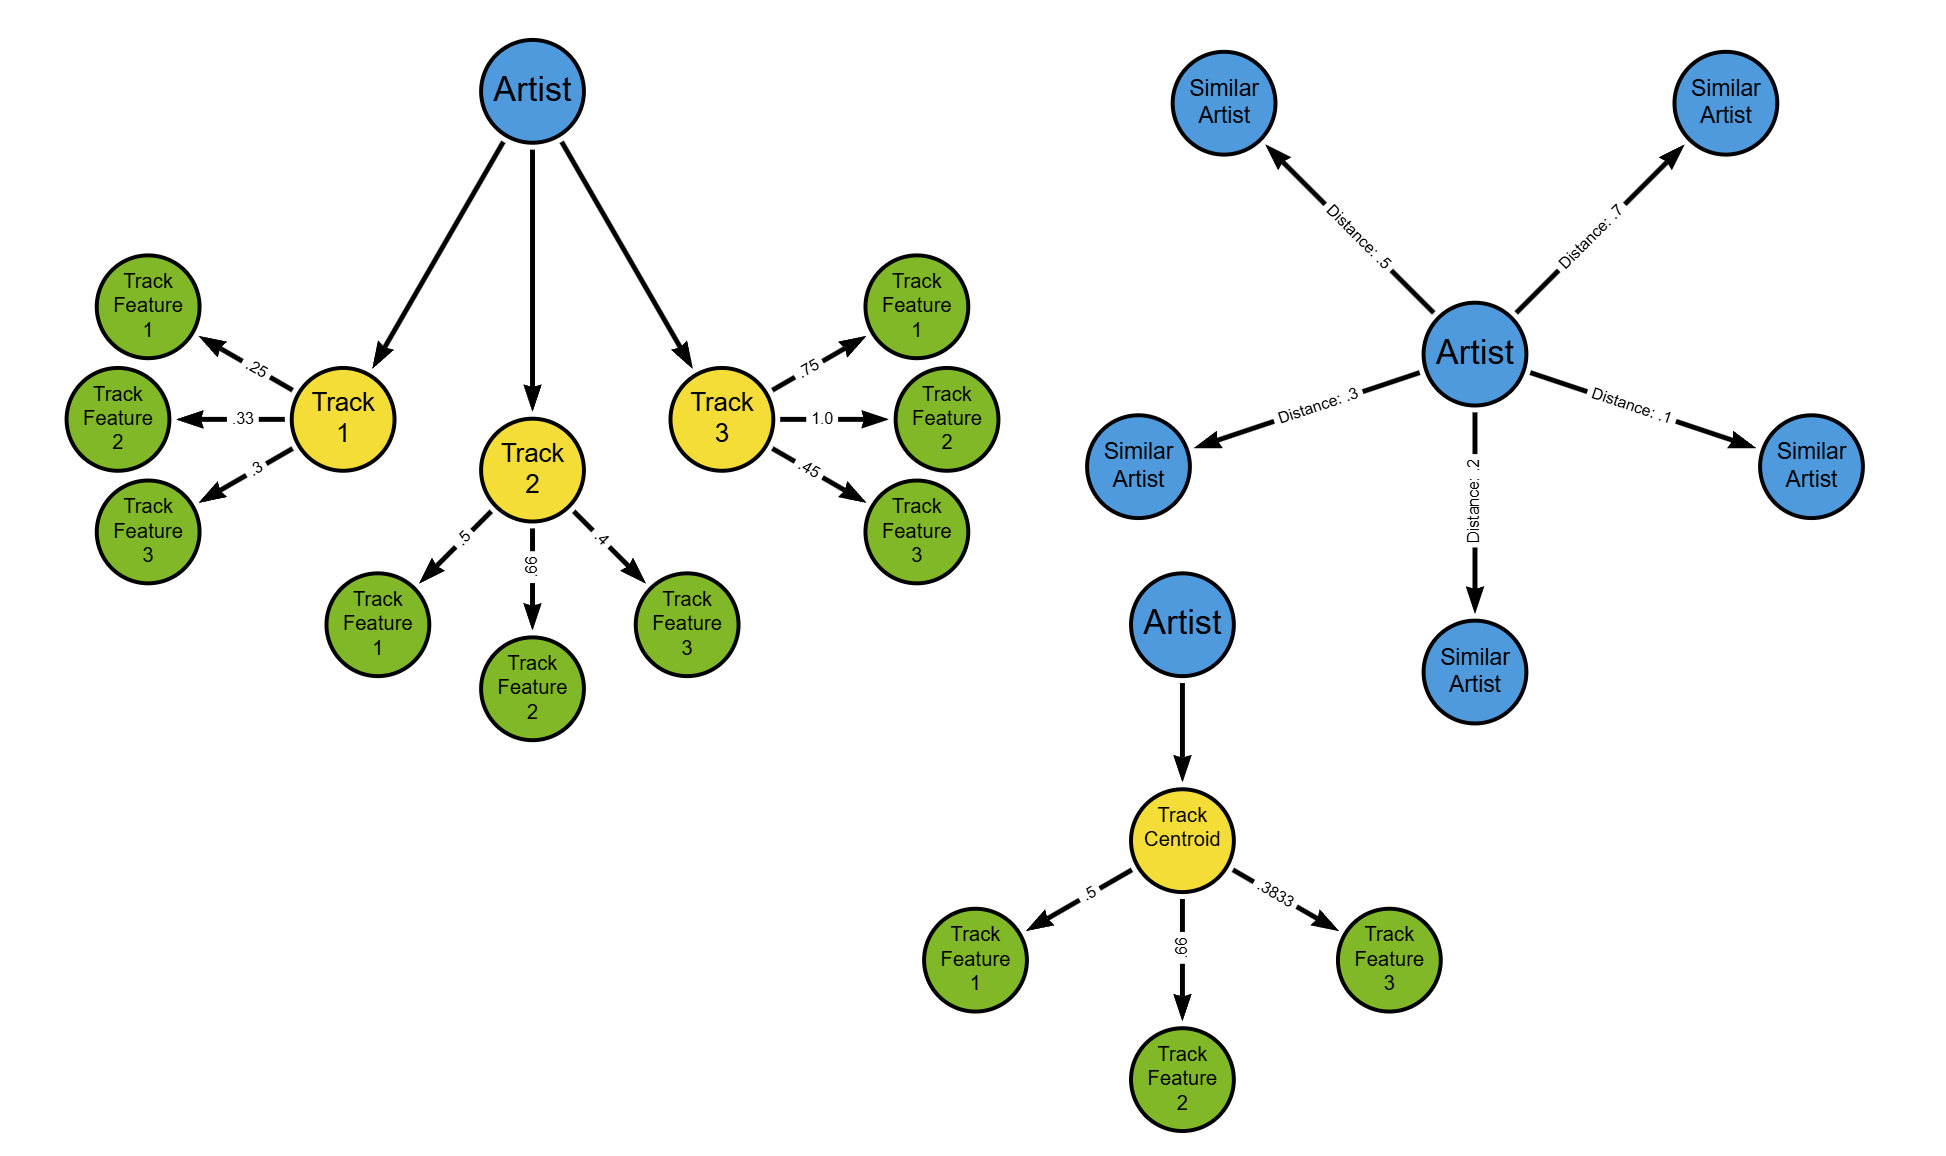 Artist
Track
Feature
1
.25
Track
Feature
2
.33
Track
Feature
3
.3
Track
1
Track
2
.5
.66
.4
Track
Feature
1
Track
Feature
2
Track
Feature
3
Track
3
.75
1.0
.45
Track
Feature
1
Track
Feature
2
Track
Feature
3
Similar
Artist
Similar
Artist
Distance: .5
Distance: .7
Artist
Distance: .3
Distance: .1
Distance: .2
Similar
Artist
Similar
Artist
Similar
Artist
Artist
Track
Centroid
.5
.66
.3833
Track
Feature
1
Track
Feature
2
Track
Feature
3